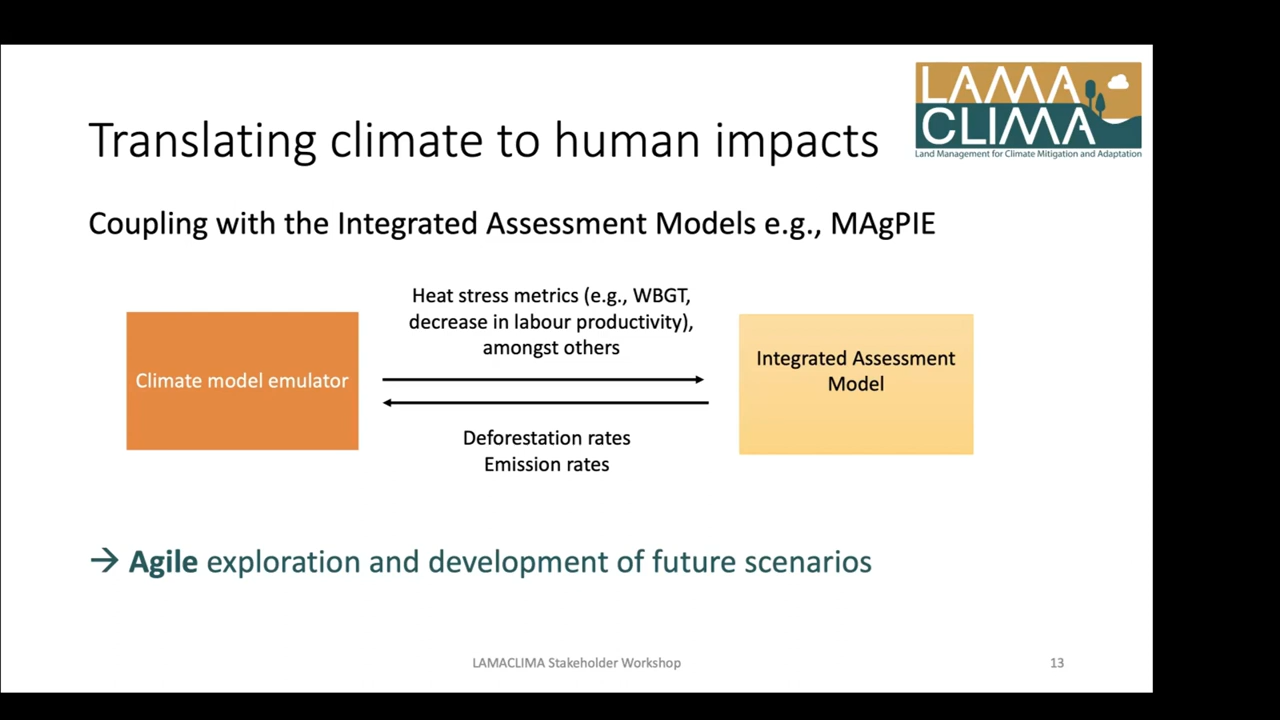 LAMA
CLIMA
Land Management for Climate Mitigation and Adaptation
Translating climate to human impacts
Coupling with the Integrated Assessment Models e.g., MAgPIE
Heat stress metrics (e.g., WBGT,
decrease in labour productivity),
amongst others
Climate model emulator
Integrated Assessment
Model
Deforestation rates
Emission rates
→ Agile exploration and development of future scenarios
LAMACLIMA Stakeholder Workshop
13